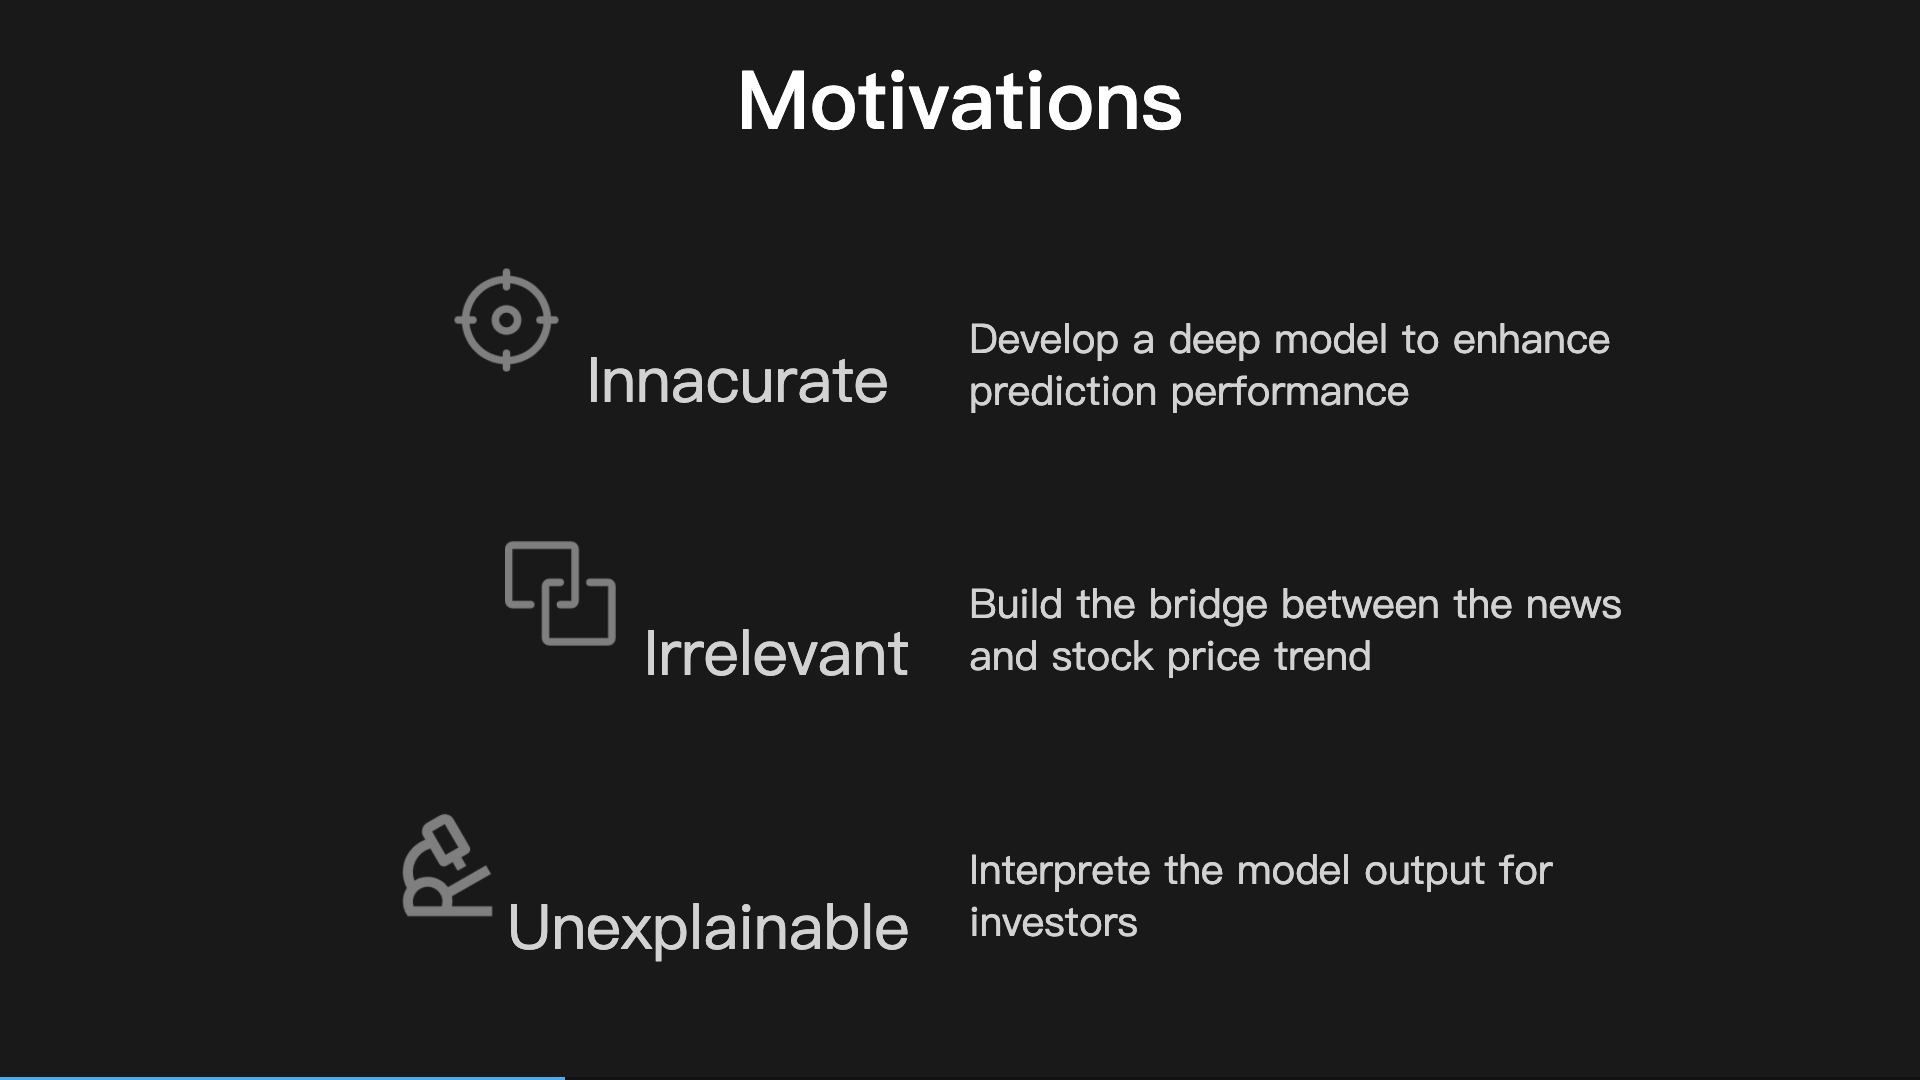 Motivations
Innacurate
Develop a deep model to enhance
prediction performance
Irrelevant
Build the bridge between the news
and stock price trend
Unexplainable
Interprete the model output for
investors